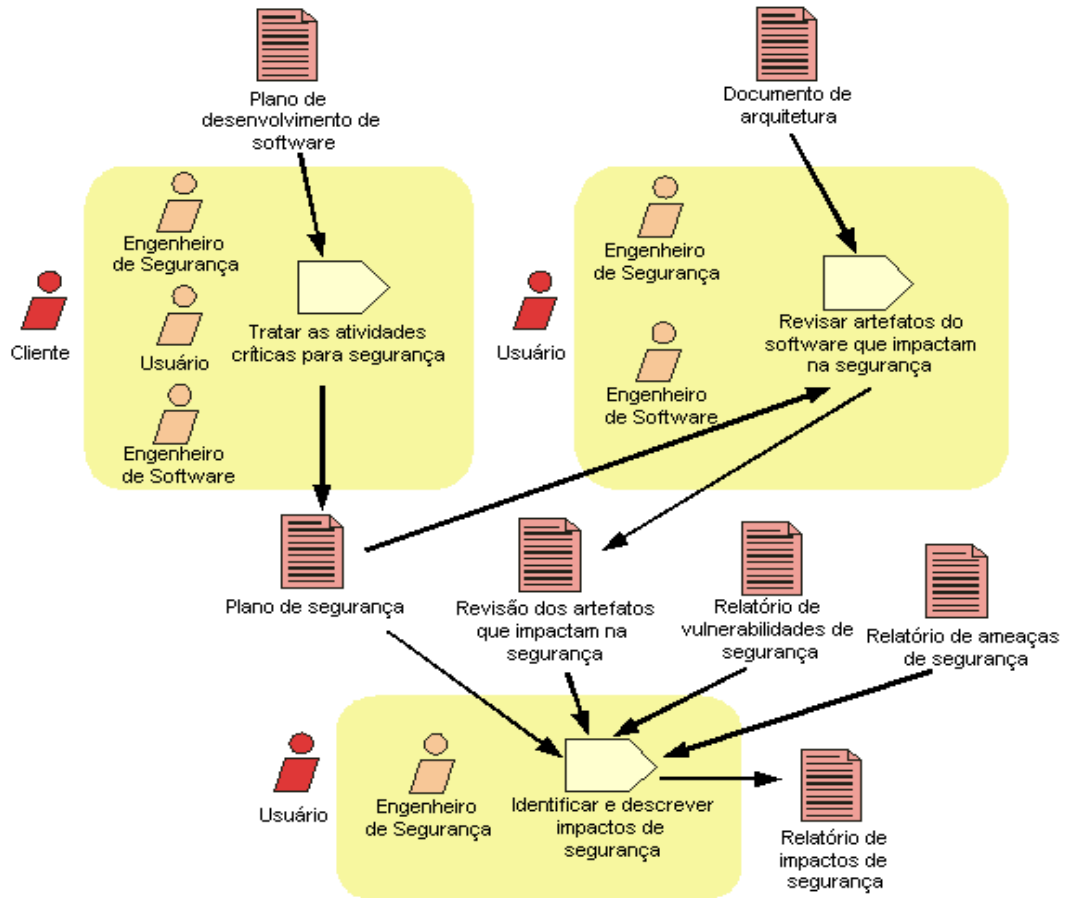 Plano de
desenvolvimento de
software
Documento de
arquitetura
Engenheiro
de Segurança
Cliente
Usuário
Engenheiro
de Software
Tratar as atividades
críticas para segurança
Engenheiro
de Segurança
Usuário
Engenheiro
de Software
Revisar artefatos do
software que impactam
na segurança
Plano de segurança
Revisão dos artefatos
que impactam na
segurança
Relatório de
vulnerabilidades de
segurança
Relatório de ameaças
de segurança
Usuário
Engenheiro
de Segurança
Identificar e descrever
impactos de
segurança
Relatório de
impactos de
segurança